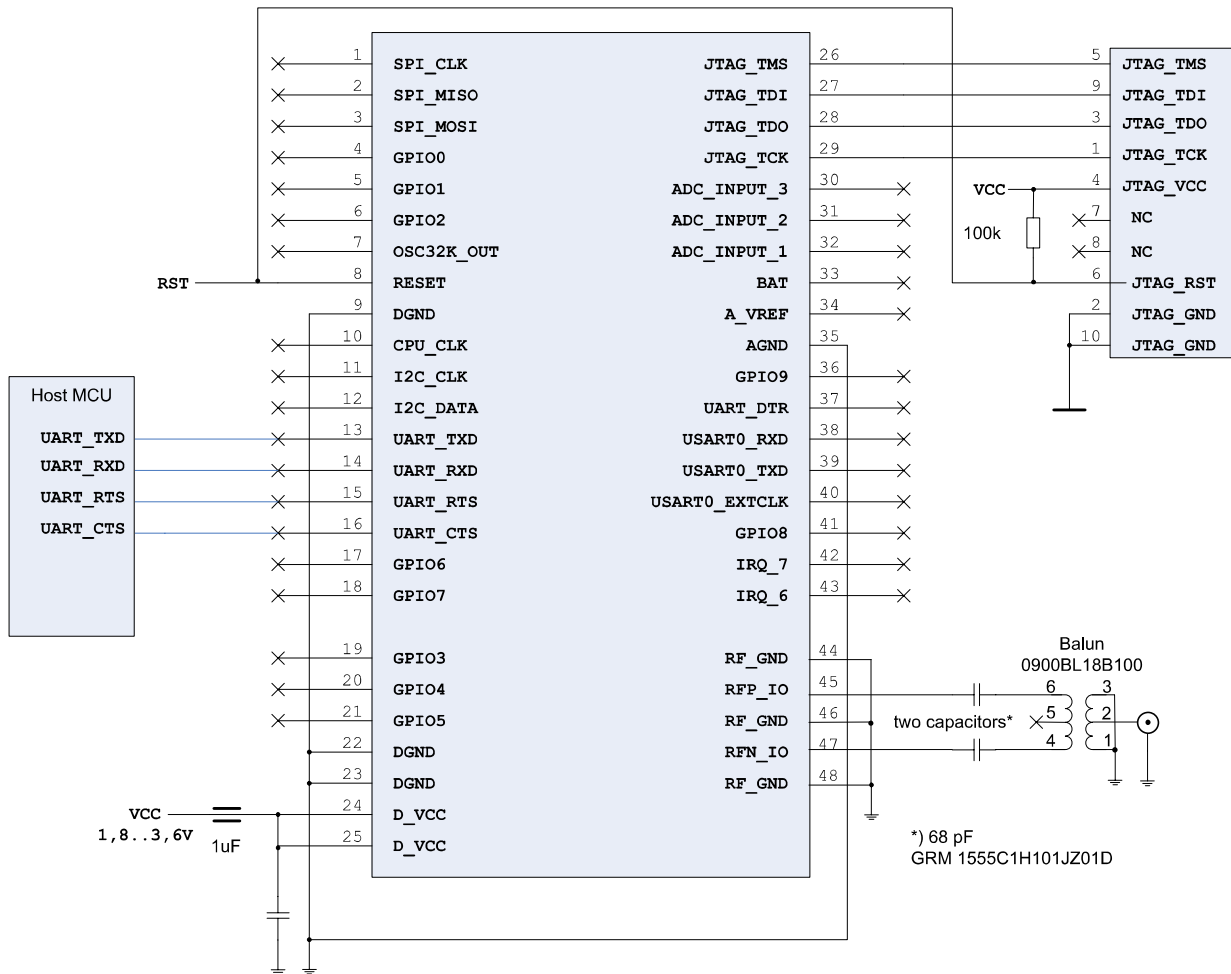 1 SPI_CLK JTAG_TMS 26 5 JTAG_TMS
2 SPI_MISO JTAG_TDI 27 9 JTAG_TDI
3 SPI_MOSI JTAG_TDO 28 3 JTAG_TDO
4 GPIO0 JTAG_TCK 29 1 JTAG_TCK
5 GPIO1 ADC_INPUT_3 30 VCC 4 JTAG_VCC
6 GPIO2 ADC_INPUT_2 31 100k 7 NC
7 OSC32K_OUT ADC_INPUT_1 32 8 NC
RST 8 RESET BAT 33 6 JTAG_RST
9 DGND A_VREF 34 2 JTAG_GND
10 CPU_CLK AGND 35 10 JTAG_GND
11 I2C_CLK GPIO9 36
Host MCU
12 I2C_DATA UART_DTR 37
UART_TXD 13 UART_TXD USART0_RXD 38
UART_RXD 14 UART_RXD USART0_TXD 39
UART_RTS 15 UART_RTS USART0_EXTCLK 40
UART_CTS 16 UART_CTS GPIO8 41
17 GPIO6 IRQ_7 42
18 GPIO7 IRQ_6 43
19 GPIO3 RF_GND 44
Balun
0900BL18B100
20 GPIO4 RFP_IO 45 6 3
21 GPIO5 RF_GND 46 two capacitors* 5 2
22 DGND RFN_IO 47 4 1
23 DGND RF_GND 48
VCC 24 D_VCC
1,8..3,6V 1uF 25 D_VCC
*) 68 pF
GRM 1555C1H101JZ01D